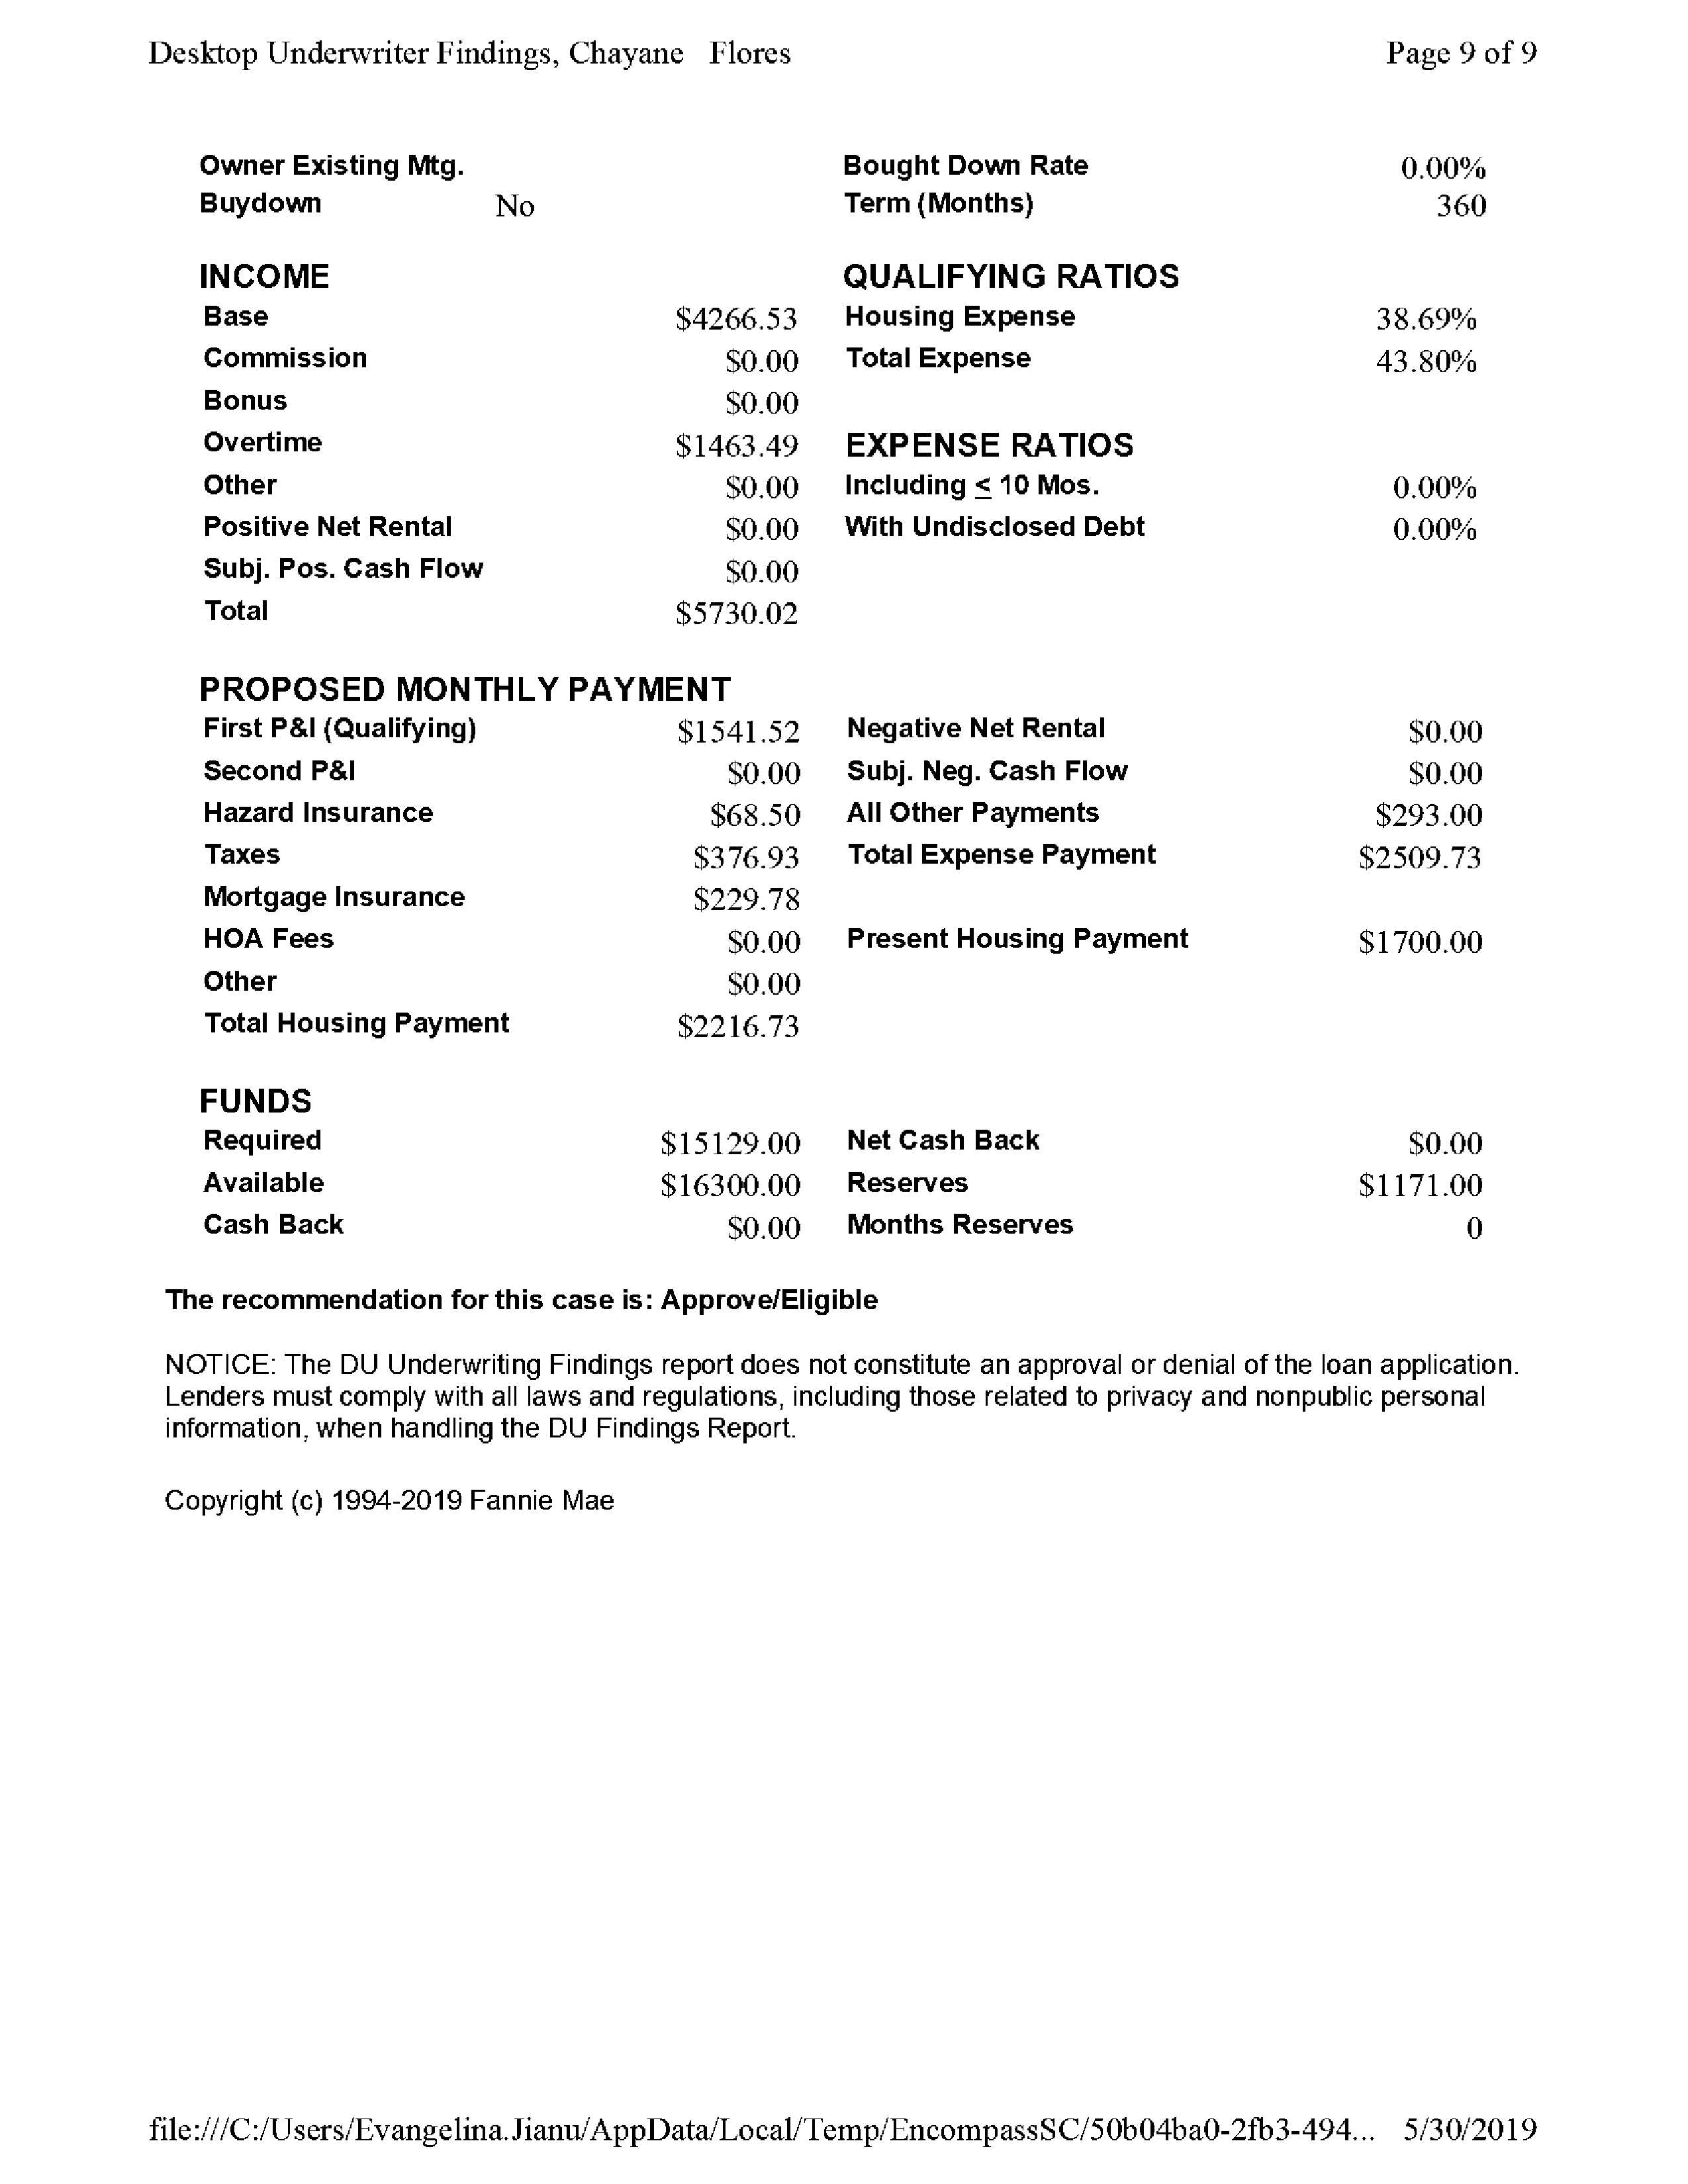 Desktop Underwriter Findings, Chayane Flores Page 9 of 9
Owner Existing Mtg. Bought Down Rate 0.00%
Buydown No Term (Months) 360
INCOME QUALIFYING RATIOS
Base $4266.53 Housing Expense 38.69%
Commission $0.00 Total Expense 43.80%
Bonus $0.00
Overtime $1463.49 EXPENSE RATIOS
Other $0.00 Including ≤ 10 Mos. 0.00%
Positive Net Rental $0.00 With Undisclosed Debt 0.00%
Subj. Pos. Cash Flow $0.00
Total $5730.02
PROPOSED MONTHLY PAYMENT
First P&I (Qualifying) $1541.52 Negative Net Rental $0.00
Second P&I $0.00 Subj. Neg. Cash Flow $0.00
Hazard Insurance $68.50 All Other Payments $293.00
Taxes $376.93 Total Expense Payment $2509.73
Mortgage Insurance $229.78
HOA Fees $0.00 Present Housing Payment $1700.00
Other $0.00
Total Housing Payment $2216.73
FUNDS
Required $15129.00 Net Cash Back $0.00
Available $16300.00 Reserves $1171.00
Cash Back $0.00 Months Reserves 0
The recommendation for this case is: Approve/Eligible
NOTICE: The DU Underwriting Findings report does not constitute an approval or denial of the loan application.
Lenders must comply with all laws and regulations, including those related to privacy and nonpublic personal
information, when handling the DU Findings Report.
Copyright (c) 1994-2019 Fannie Mae
file:///C:/Users/Evangelina.Jianu/AppData/Local/Temp/EncompassSC/50b04ba0-2fb3-494... 5/30/2019